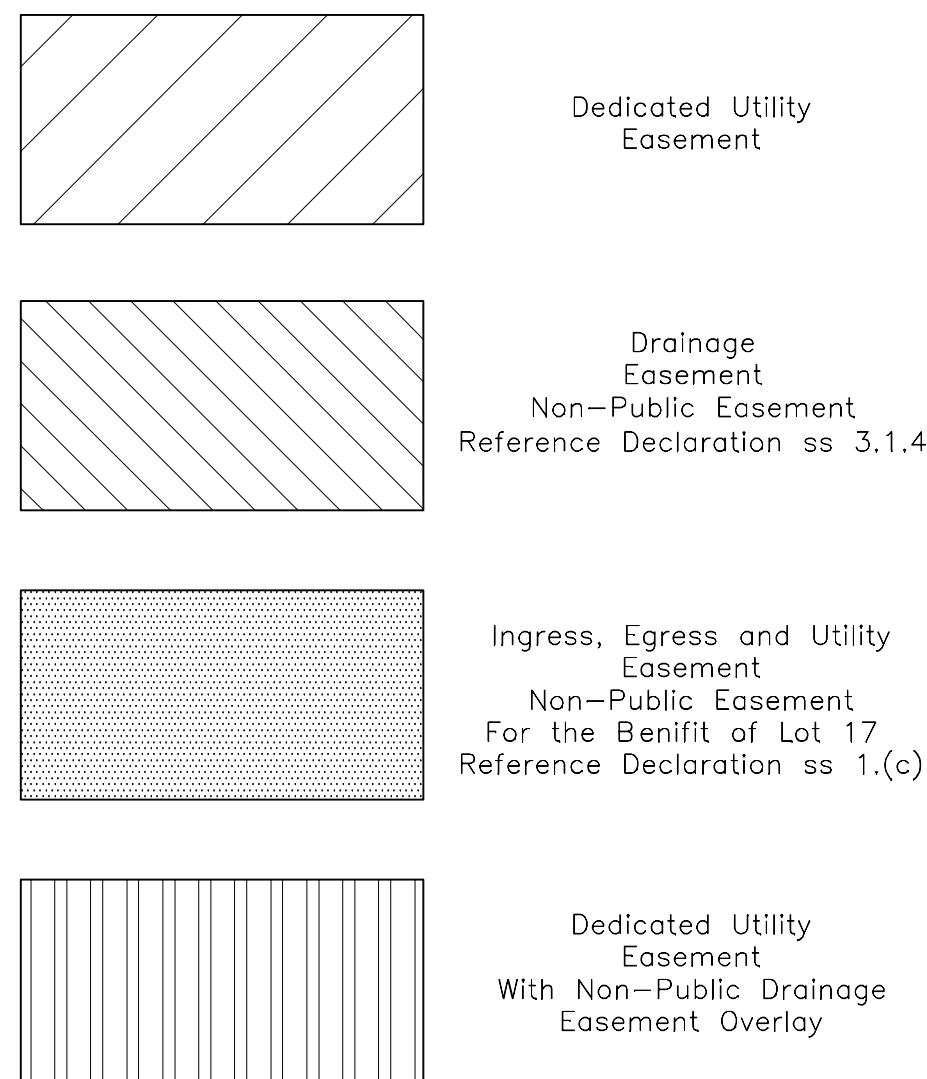 Dedicated Utility
Easement
Drainage
Easement
Non-Public Easement
Reference Declaration ss 3.1.4
Ingress, Egress and Utility
Easement
Non-Public Easement
For the Benifit of Lot 17
Reference Declaration ss 1.(c)
Dedicated Utility
Easement
With Non-Public Drainage
Easement Overlay